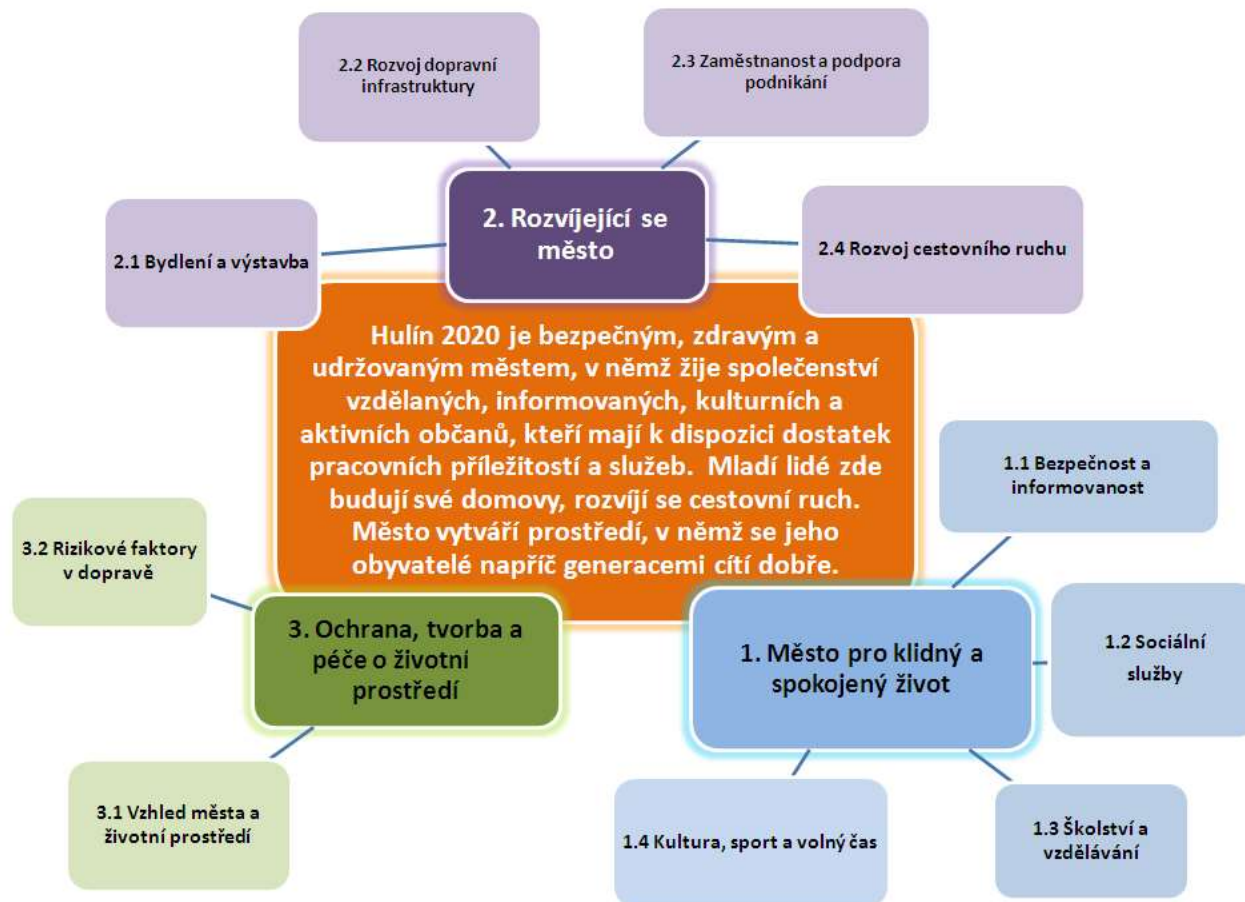 2.2 Rozvoj dopravní
infrastruktury
2.3 Zaměstnanost a podpora
podnikání
2. Rozvíjející se
město
2.1 Bydlení a výstavba
2.4 Rozvoj cestovního ruchu
Hulín 2020 je bezpečným, zdravým a
udržovaným městem, v němž žije společenství
vzdělaných, informovaných, kulturních a
aktivních občanů, kteří mají k dispozici dostatek
pracovních příležitostí a služeb. Mladí lidé zde
budují své domovy, rozvíjí se cestovní ruch.
Město vytváří prostředí, v němž se jeho
obyvatelé napříč generacemi cítí dobře.
1.1 Bezpečnost a
informovanost
3.2 Rizikové faktory
v dopravě
3. Ochrana, tvorba a
péče o životní
prostředí
1. Město pro klidný a
spokojený život
1.2 Sociální
služby
3.1 Vzhled města a
životní prostředí
1.4 Kultura, sport a volný čas
1.3 Školství a
vzdělávání